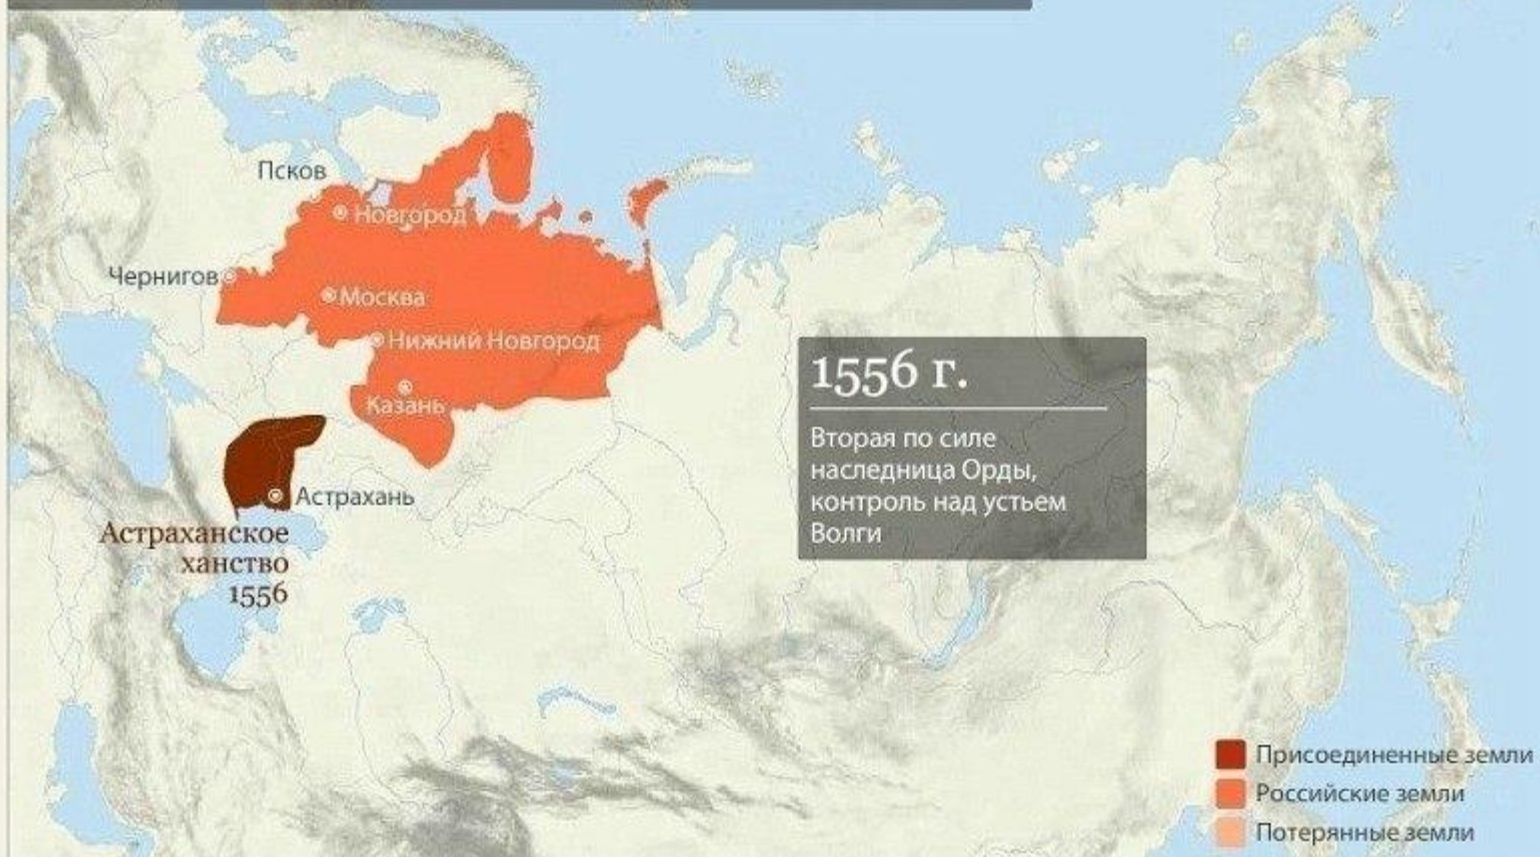 Псков
Новгород
Чернигов
Москва
Нижний Новгород
Казань
1556 г.
Вторая по силе
наследница Орды,
контроль над устьем
Волги
Астрахань
Астраханское
ханство
1556
Присоединенные земли
Российские земли
Потерянные земли